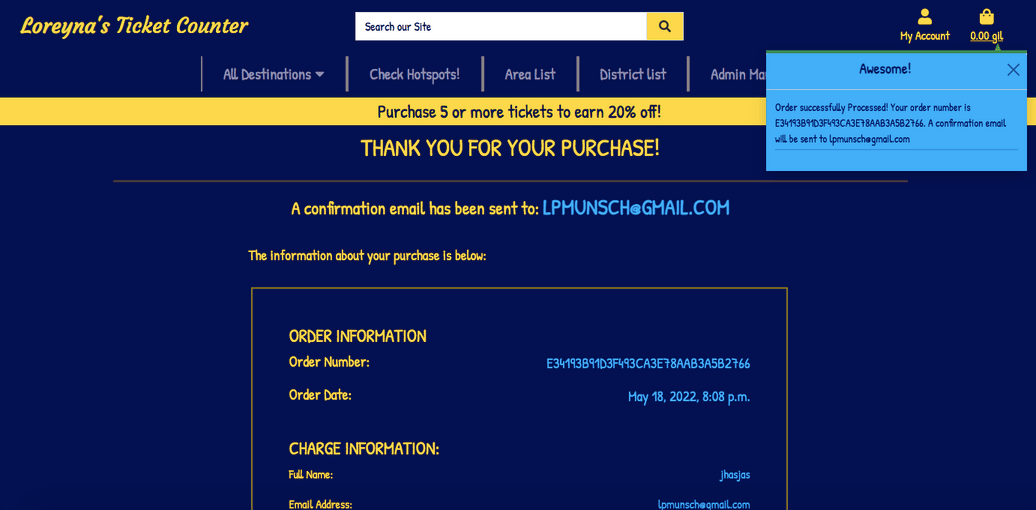 Loreyna's Ticket Counter
Search our Site
My Account
0.00 gil
All Destinations
Check Hotspots!
Area List
District list
Admin Ma
Awesome!
Order successfully Processed! Your order number is
E34193B91D3F493CA3E78AAB3A5B2766. A confirmation email
will be sent to lpmunsch@gmail.com
Purchase 5 or more tickets to earn 20% off!
THANK YOU FOR YOUR PURCHASE!
A confirmation email has been sent to: LPMUNSCH@GMAIL.COM
The information about your purchase is below:
ORDER INFORMATION
Order Number: E34193B91D3F493CA3E78AAB3A5B2766
Order Date: May 18, 2022, 8:08 p.m.
CHARGE INFORMATION:
Full Name: jhasjas
Email Address: lpmunsch@gmail.com